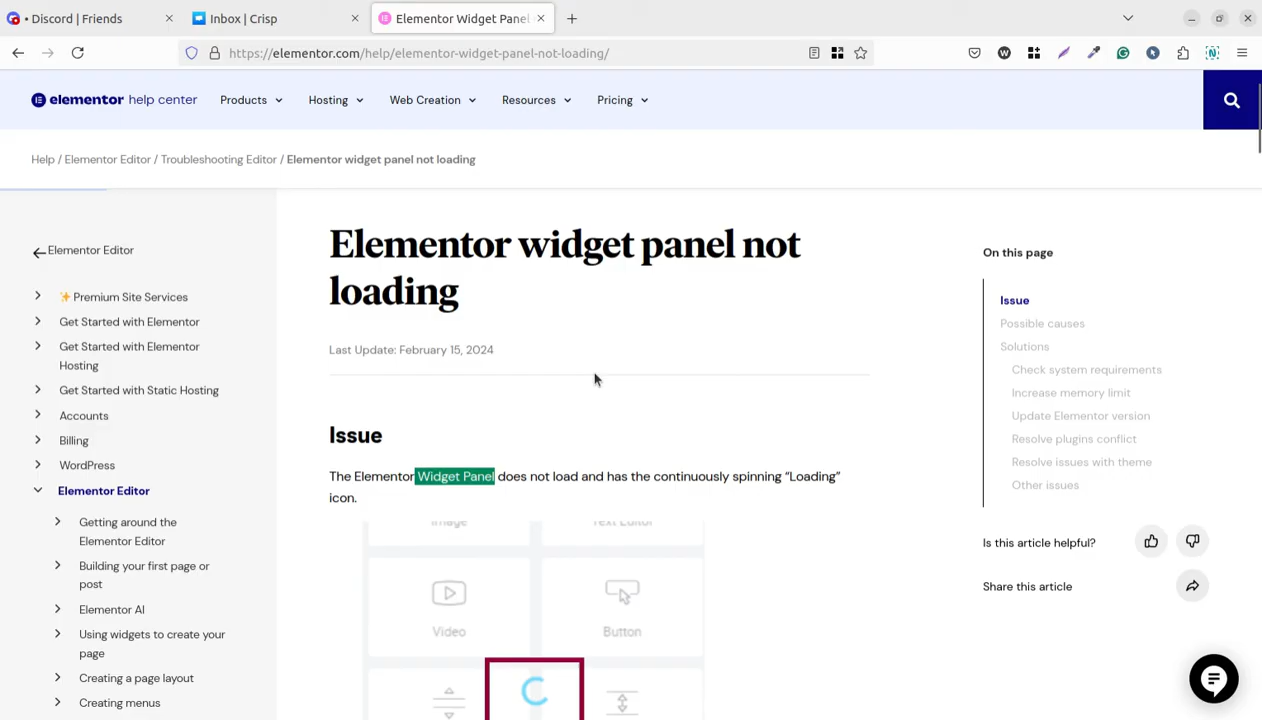 • Discord | Friends
Inbox | Crisp
Elementor Widget Panel
https://elementor.com/help/elementor-widget-panel-not-loading/
elementor help center
Products
Hosting
Web Creation
Resources
Pricing
Help / Elementor Editor / Troubleshooting Editor / Elementor widget panel not loading
Elementor Editor
✨ Premium Site Services
Get Started with Elementor
Get Started with Elementor
Hosting
Get Started with Static Hosting
Accounts
Billing
WordPress
Elementor Editor
Getting around the
Elementor Editor
Building your first page or
post
Elementor AI
Using widgets to create your
page
Creating a page layout
Creating menus
Elementor widget panel not
loading
Last Update: February 15, 2024
Issue
The Elementor Widget Panel does not load and has the continuously spinning “Loading”
icon.
Image
Text Editor
Video
Button
On this page
Issue
Possible causes
Solutions
Check system requirements
Increase memory limit
Update Elementor version
Resolve plugins conflict
Resolve issues with theme
Other issues
Is this article helpful?
Share this article